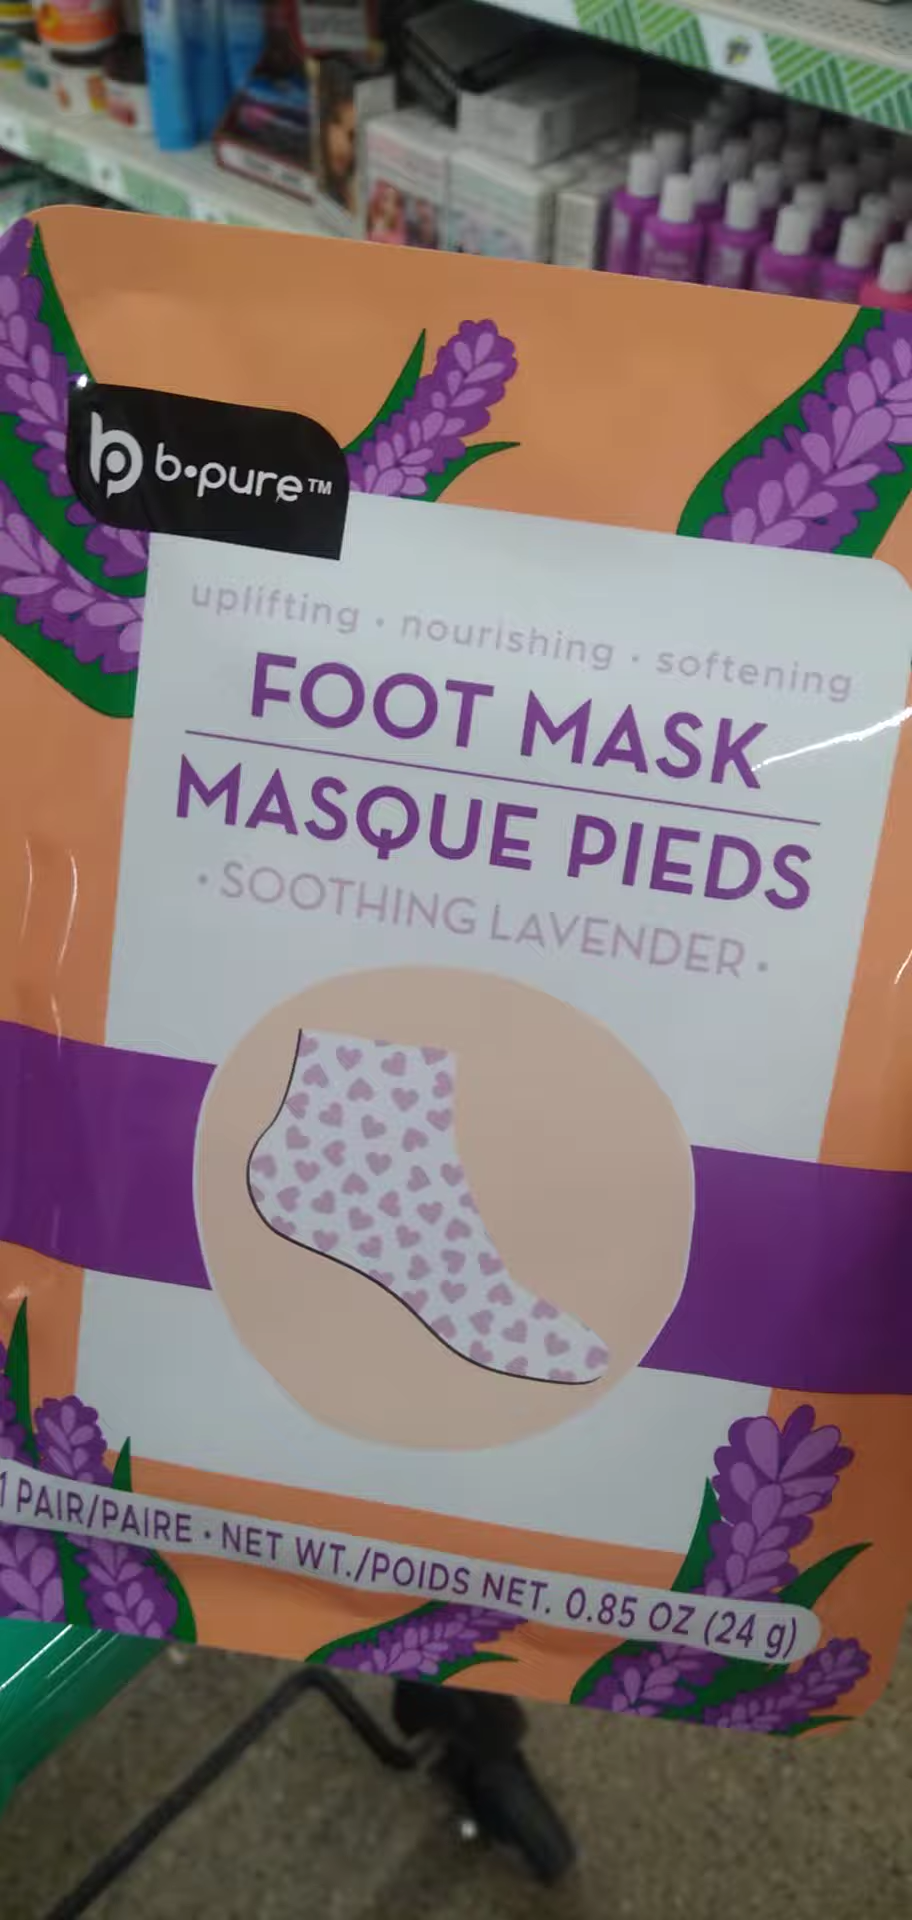 b•pure™
uplifting • nourishing • softening
FOOT MASK
MASQUE PIEDS
• SOOTHING LAVENDER •
1 PAIR/PAIRE • NET WT./POIDS NET. 0.85 OZ (24 g)